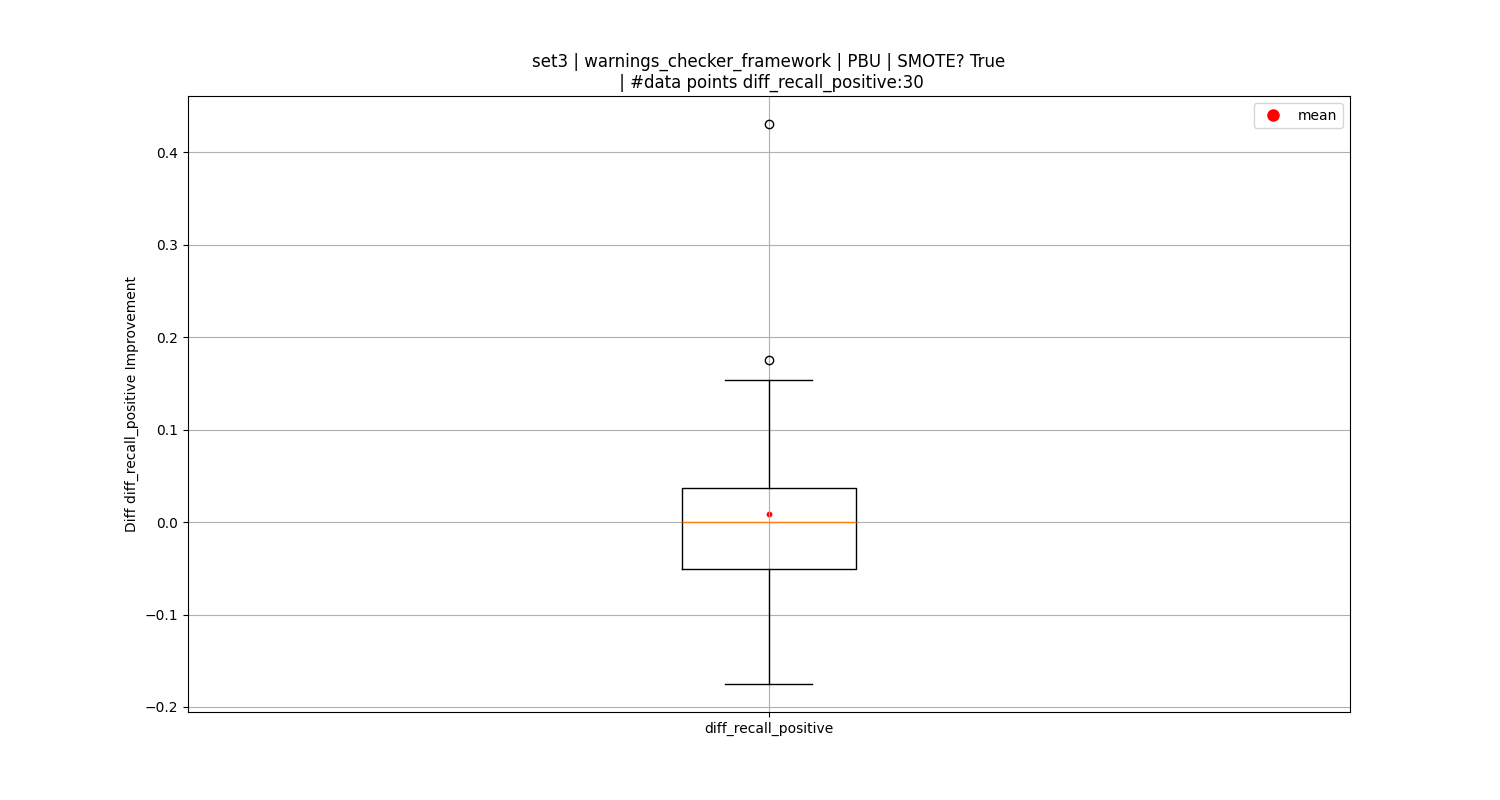 set3 | warnings_checker_framework | PBU | SMOTE? True
| #data points diff_recall_positive:30
mean
0.4
0.3
0.2
0.1
0.0
−0.1
−0.2
Diff diff_recall_positive Improvement
diff_recall_positive